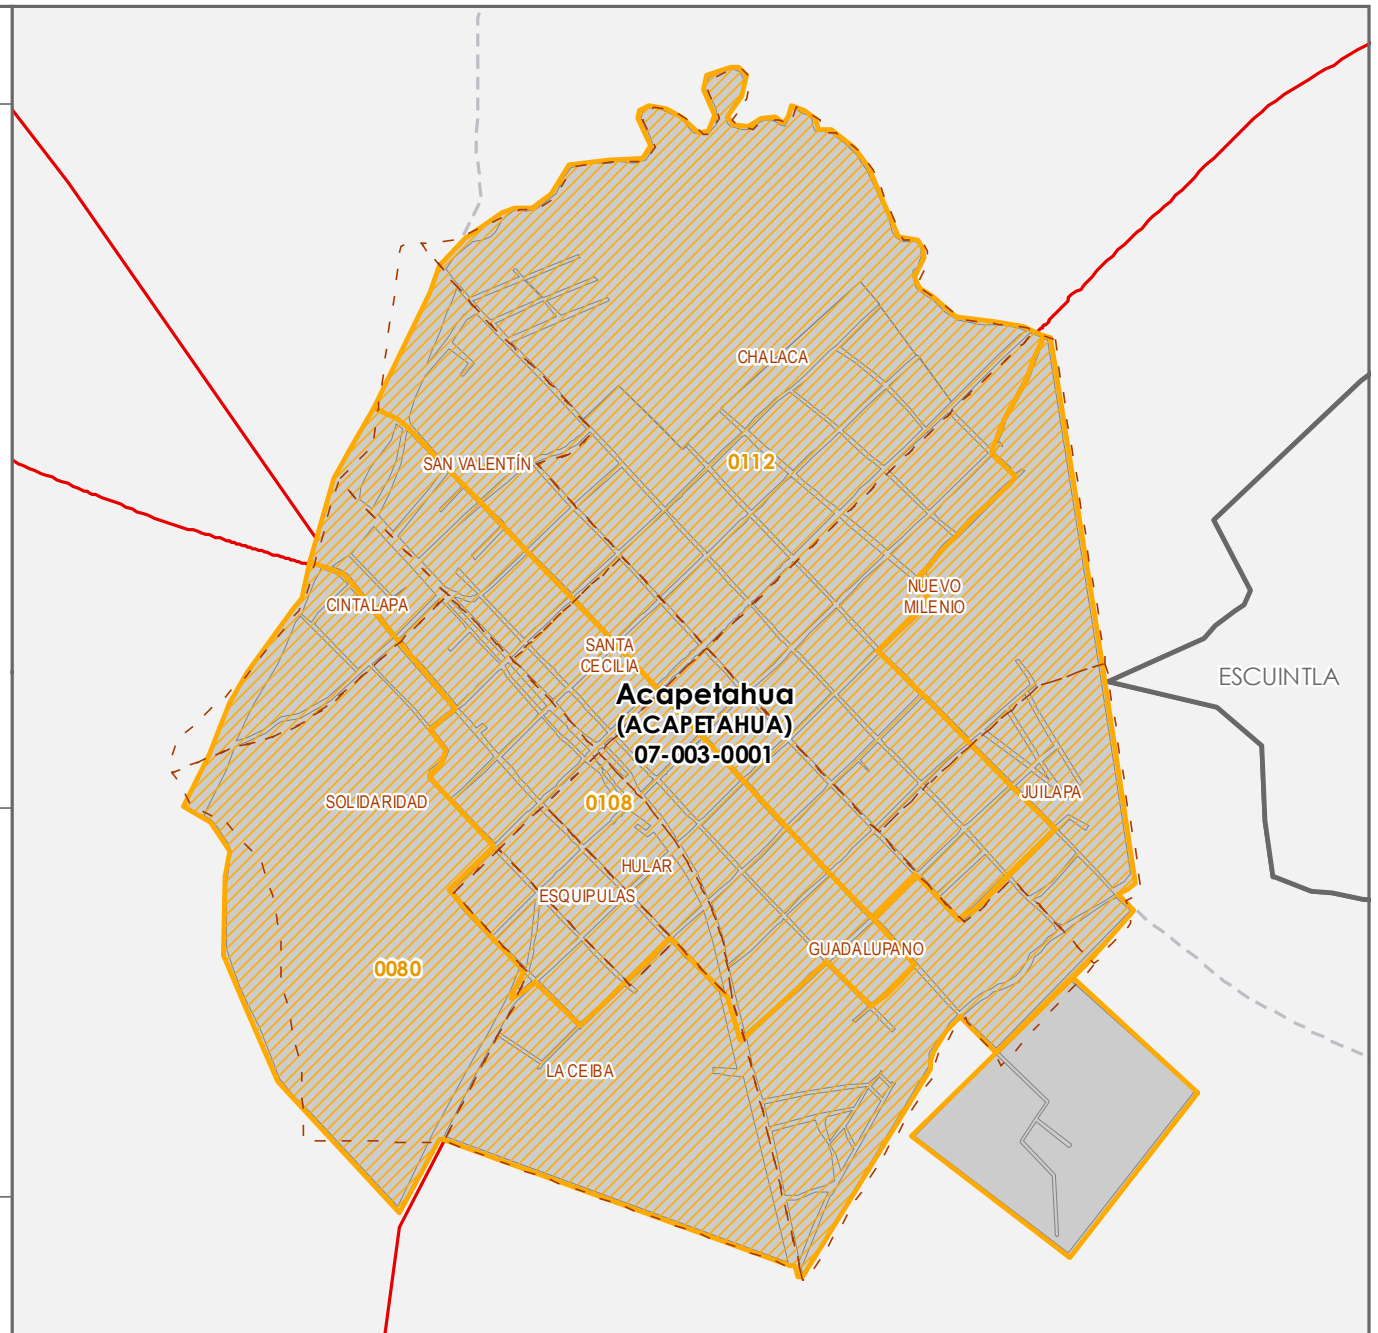 CHALACA
SAN VALENTÍN
0112
NUEVO
MILENIO
CINTALAPA
SANTA
CECILIA
ESCUINTLA
Acapetahua
(ACAPETAHUA)
07-003-0001
JUILAPA
SOLIDARIDAD
0108
HULAR
ESQUIPULAS
GUADALUPANO
0080
LA CEIBA